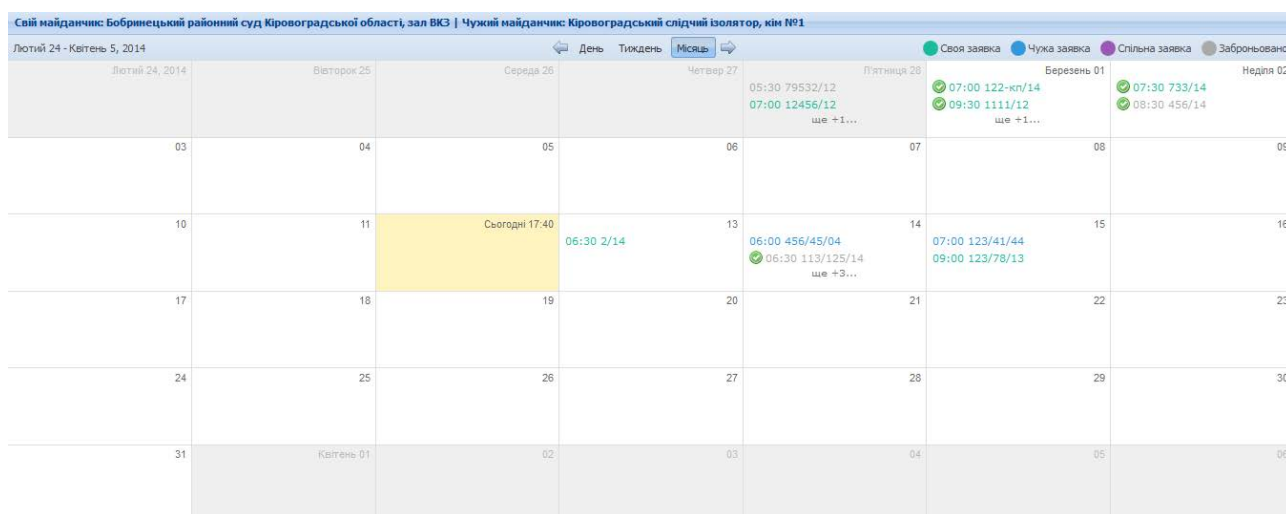 Свій майданчик: Бобринецький районний суд Кіровоградської області, зал ВКЗ | Чужий майданчик: Кіровоградський слідчий ізолятор, кім №1
Лютий 24 - Квітень 5, 2014 День Тиждень Місяць Своя заявка Чужа заявка Спільна заявка Заброньовано
Лютий 24, 2014 Вівторок 25 Середа 26 Четвер 27 П'ятниця 28 Березень 01 Неділя 02
05:30 79532/12 07:00 122-кп/14 07:30 733/14
07:00 12456/12 09:30 1111/12 08:30 456/14
ще +1... ще +1...
03 04 05 06 07 08 09
10 11 Сьогодні 17:40 13 14 15 16
06:30 2/14 06:00 456/45/04 07:00 123/41/44
06:30 113/125/14 09:00 123/78/13
ще +3...
17 18 19 20 21 22 23
24 25 26 27 28 29 30
31 Квітень 01 02 03 04 05 06